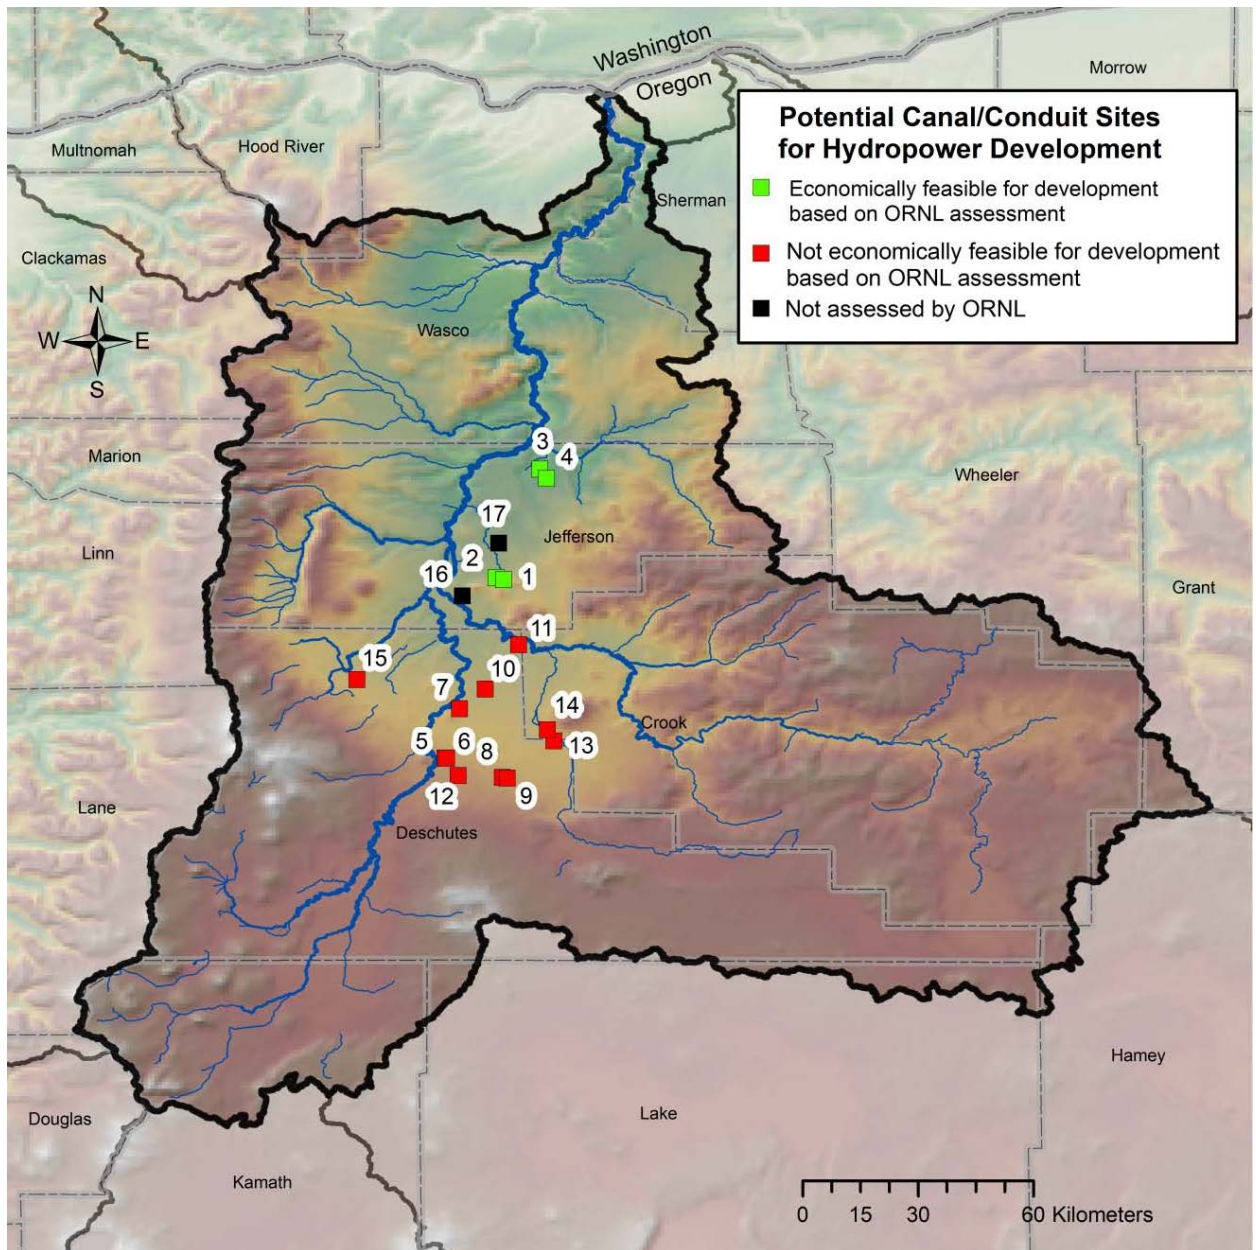 Washington
Oregon
Morrow
Multnomah
Hood River
Potential Canal/Conduit Sites
for Hydropower Development
Economically feasible for development
based on ORNL assessment
Not economically feasible for development
based on ORNL assessment
Not assessed by ORNL
Sherman
Clackamas
N
W
E
S
Wasco
3
4
Marion
Wheeler
17
Jefferson
Linn
2
16
1
Grant
11
15
10
7
14
Crook
5
6
8
13
12
9
Lane
Deschutes
Hamey
Lake
Douglas
Kamath
0 15 30 60 Kilometers